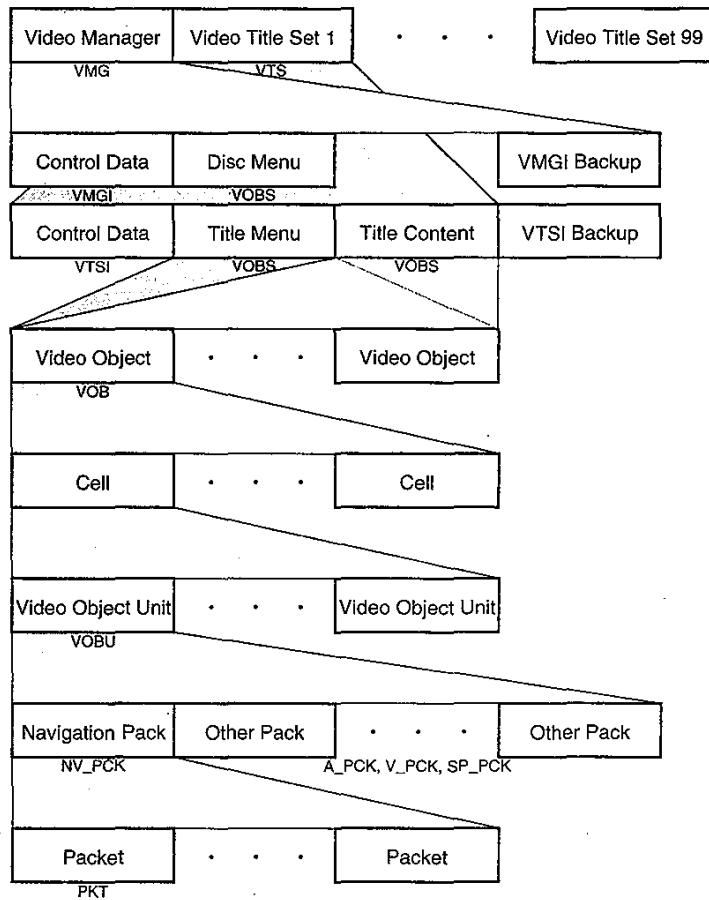 Video Manager Video Title Set 1 . . . Video Title Set 99
VMG VTS
Control Data Disc Menu VMGI Backup
VMGI VOBS
Control Data Title Menu Title Content VTSI Backup
VTSI VOBS VOBS
Video Object . . . Video Object
VOB
Cell . . . Cell
Video Object Unit . . . Video Object Unit
VOBU
Navigation Pack Other Pack . . . Other Pack
NV_PCK A_PCK, V_PCK, SP_PCK
Packet . . . Packet
PKT